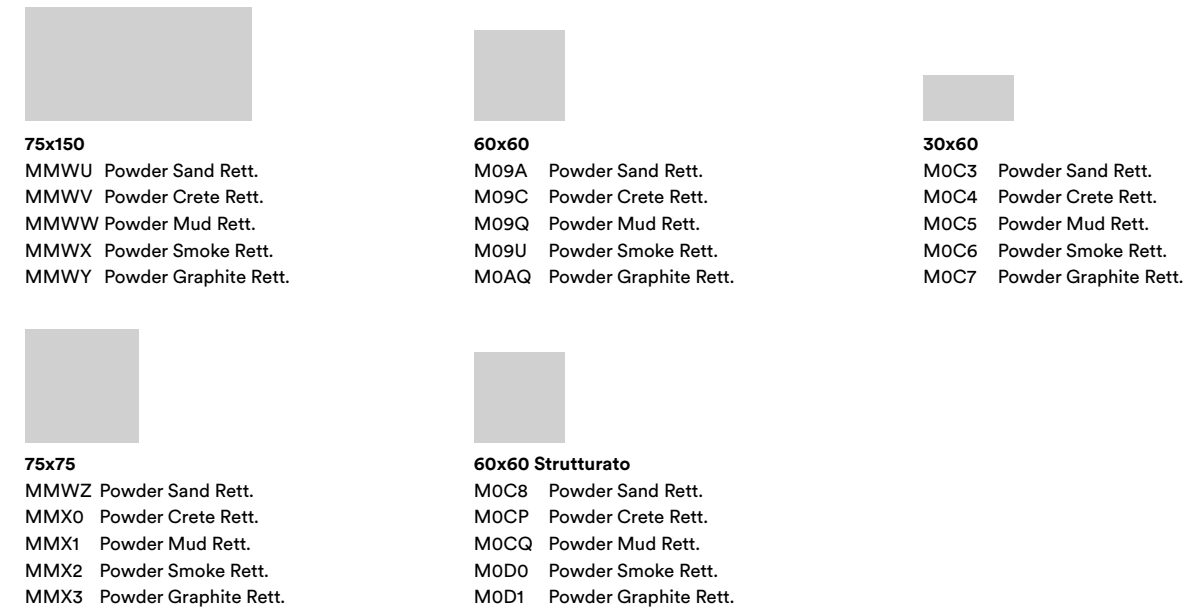 75x150
MMWU Powder Sand Rett.
MMWV Powder Crete Rett.
MMWW Powder Mud Rett.
MMWX Powder Smoke Rett.
MMWY Powder Graphite Rett.
60x60
M09A Powder Sand Rett.
M09C Powder Crete Rett.
M09Q Powder Mud Rett.
M09U Powder Smoke Rett.
M0AQ Powder Graphite Rett.
30x60
M0C3 Powder Sand Rett.
M0C4 Powder Crete Rett.
M0C5 Powder Mud Rett.
M0C6 Powder Smoke Rett.
M0C7 Powder Graphite Rett.
75x75
MMWZ Powder Sand Rett.
MMX0 Powder Crete Rett.
MMX1 Powder Mud Rett.
MMX2 Powder Smoke Rett.
MMX3 Powder Graphite Rett.
60x60 Strutturato
M0C8 Powder Sand Rett.
M0CP Powder Crete Rett.
M0CQ Powder Mud Rett.
M0D0 Powder Smoke Rett.
M0D1 Powder Graphite Rett.